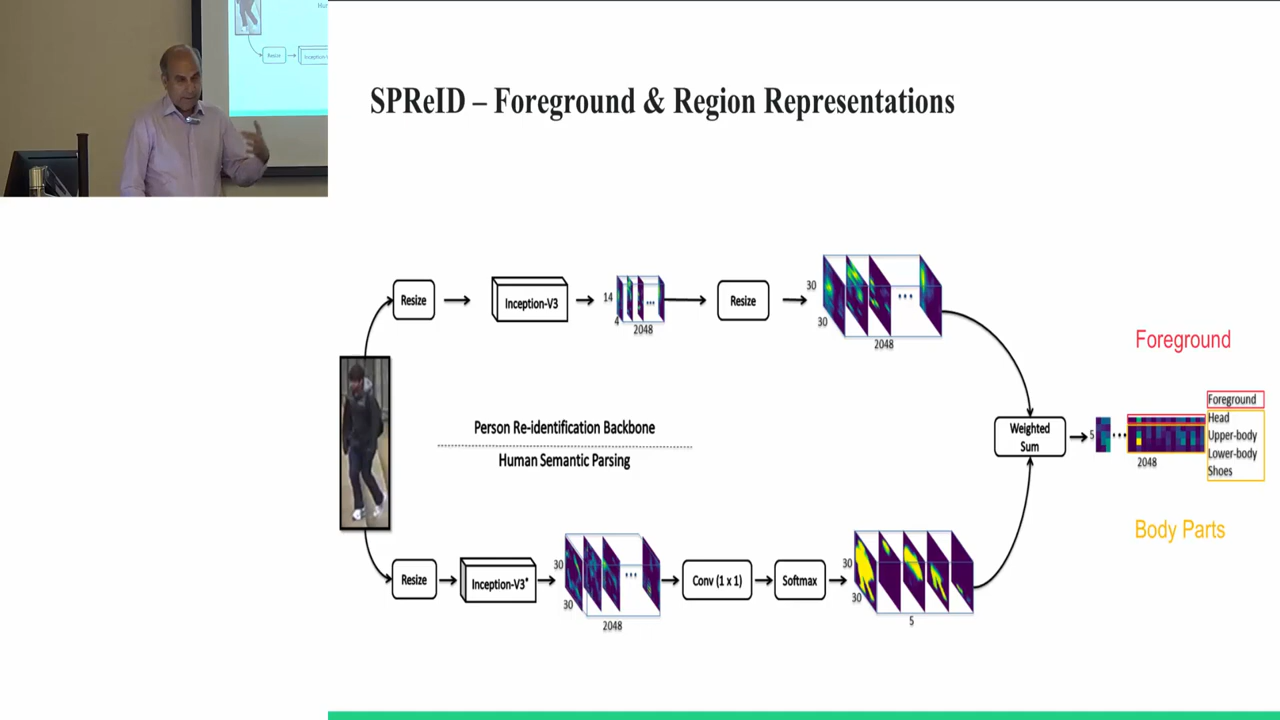 SPReID – Foreground & Region Representations
Resize
Inception-V3
14
4
2048
...
Resize
30
30
2048
...
Foreground
Person Re-identification Backbone
Human Semantic Parsing
Weighted
Sum
5
...
2048
Foreground
Head
Upper-body
Lower-body
Shoes
Body Parts
Resize
Inception-V3*
30
30
2048
...
Conv (1 x 1)
Softmax
30
30
5
Resize